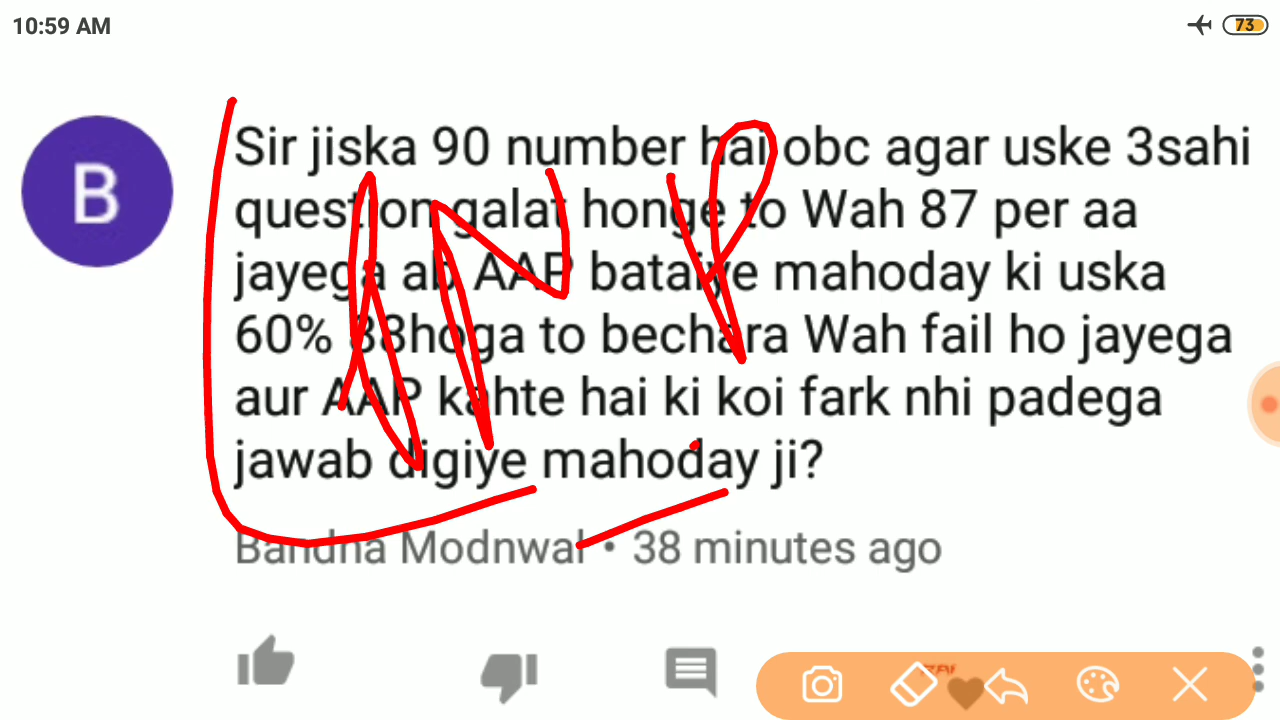 10:59 AM
73
B
Sir jiska 90 number hai obc agar uske 3sahi
question galat honge to Wah 87 per aa
jayega ab AAP bataiye mahoday ki uska
60% 88hoga to bechara Wah fail ho jayega
aur AAP kahte hai ki koi fark nhi padega
jawab digiye mahoday ji?
Bandna Modnwal • 38 minutes ago